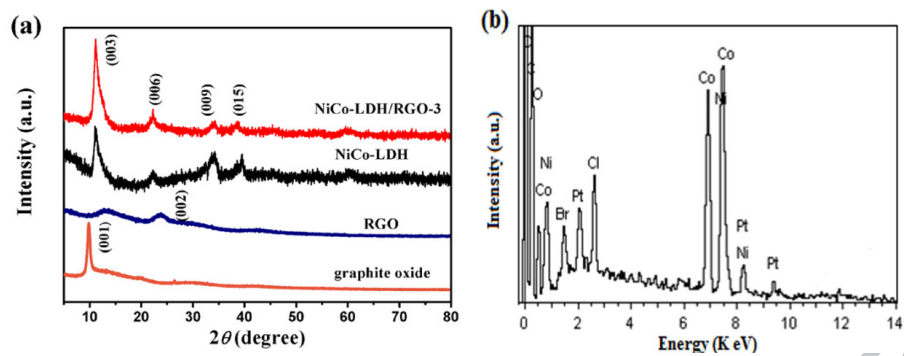 (a)
Intensity (a.u.)
(003)
(006)
(009)
(015)
NiCo-LDH/RGO-3
NiCo-LDH
(002)
RGO
(001)
graphite oxide
10 20 30 40 50 60 70 80
2θ (degree)
(b)
Intensity (a.u.)
O
Ni
Co
Br
Pt
Cl
Co
Co
Ni
Pt
Ni
Pt
0 2 4 6 8 10 12 14
Energy (K eV)